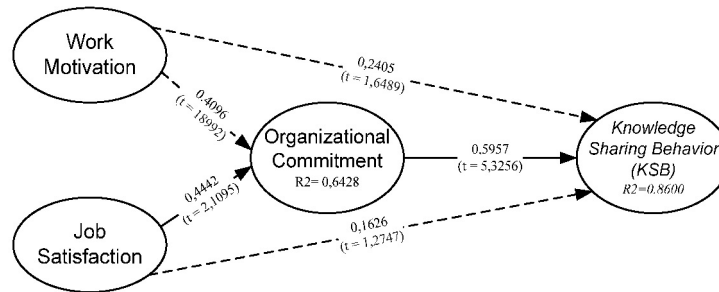 Work
Motivation
0,2405
(t = 1,6489)
0.4096
(t = 18992)
Organizational
Commitment
R2= 0,6428
0.5957
(t = 5,3256)
Knowledge
Sharing Behavior
(KSB)
R2=0.8600
0,4442
(t = 2,1095)
Job
Satisfaction
0,1626
(t = 1,2747)